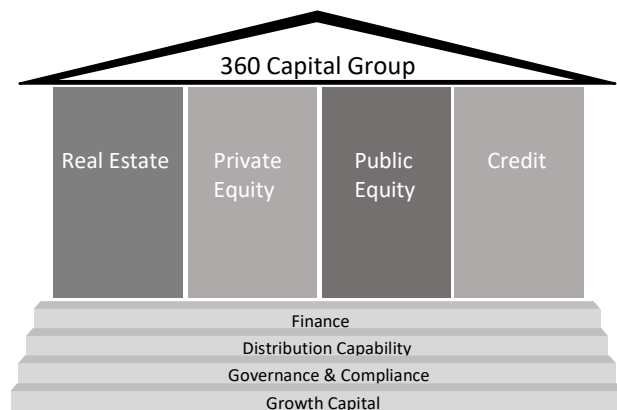 360 Capital Group
Real Estate
Private
Equity
Public
Equity
Credit
Finance
Distribution Capability
Governance & Compliance
Growth Capital